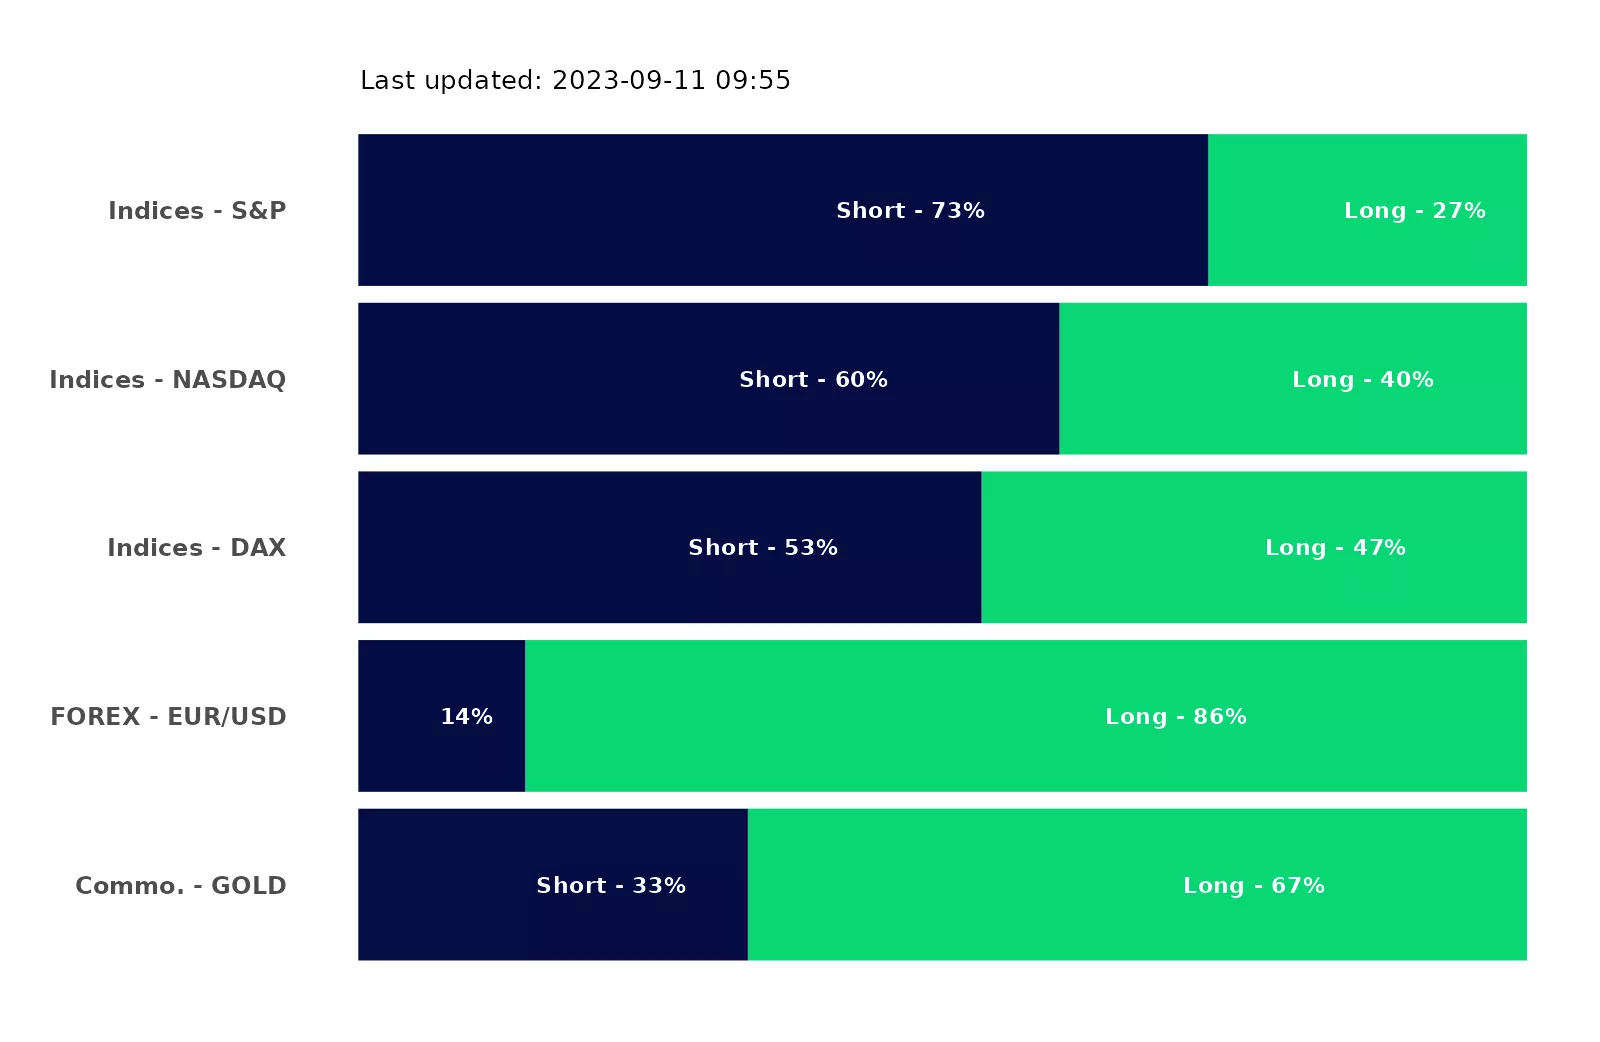 Last updated: 2023-09-11 09:55
Indices - S&P Short - 73% Long - 27%
Indices - NASDAQ Short - 60% Long - 40%
Indices - DAX Short - 53% Long - 47%
FOREX - EUR/USD 14% Long - 86%
Commo. - GOLD Short - 33% Long - 67%